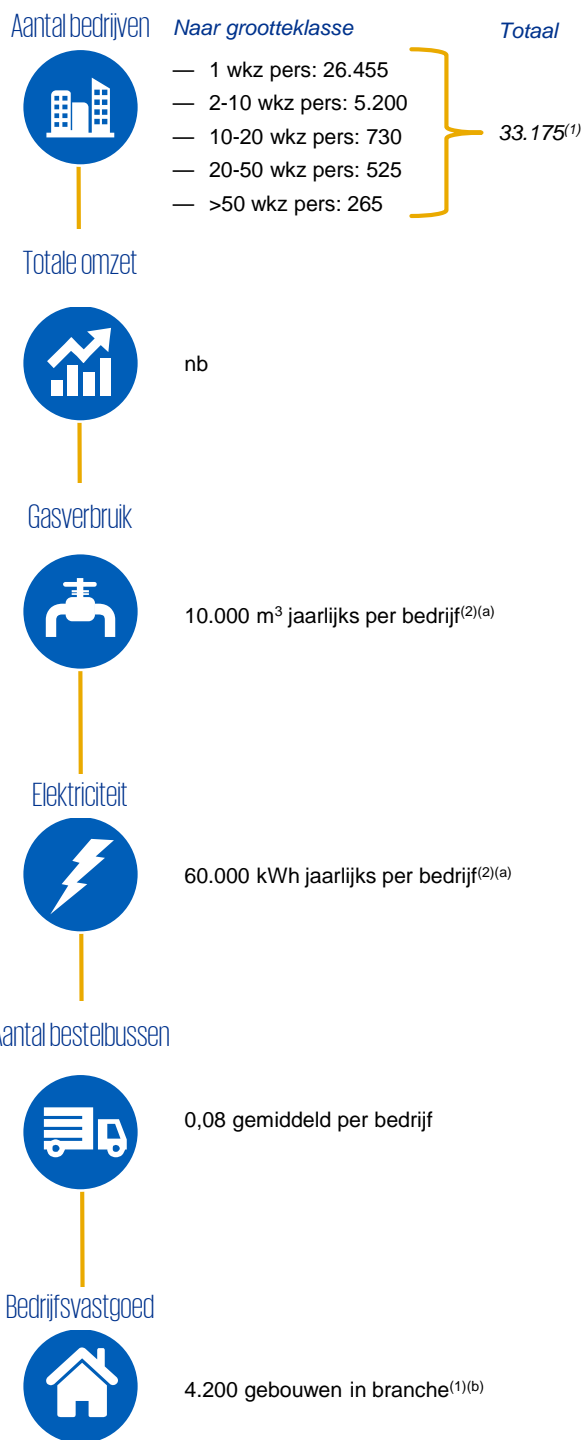 Aantal bedrijven Naar grootteklasse Totaal
— 1 wkz pers: 26.455
— 2-10 wkz pers: 5.200
— 10-20 wkz pers: 730 33.175(1)
— 20-50 wkz pers: 525
— >50 wkz pers: 265
Totale omzet
nb
Gasverbruik
10.000 m³ jaarlijks per bedrijf(2)(a)
Elektriciteit
60.000 kWh jaarlijks per bedrijf(2)(a)
Aantal bestelbussen
0,08 gemiddeld per bedrijf
Bedrijfsvastgoed
4.200 gebouwen in branche(1)(b)